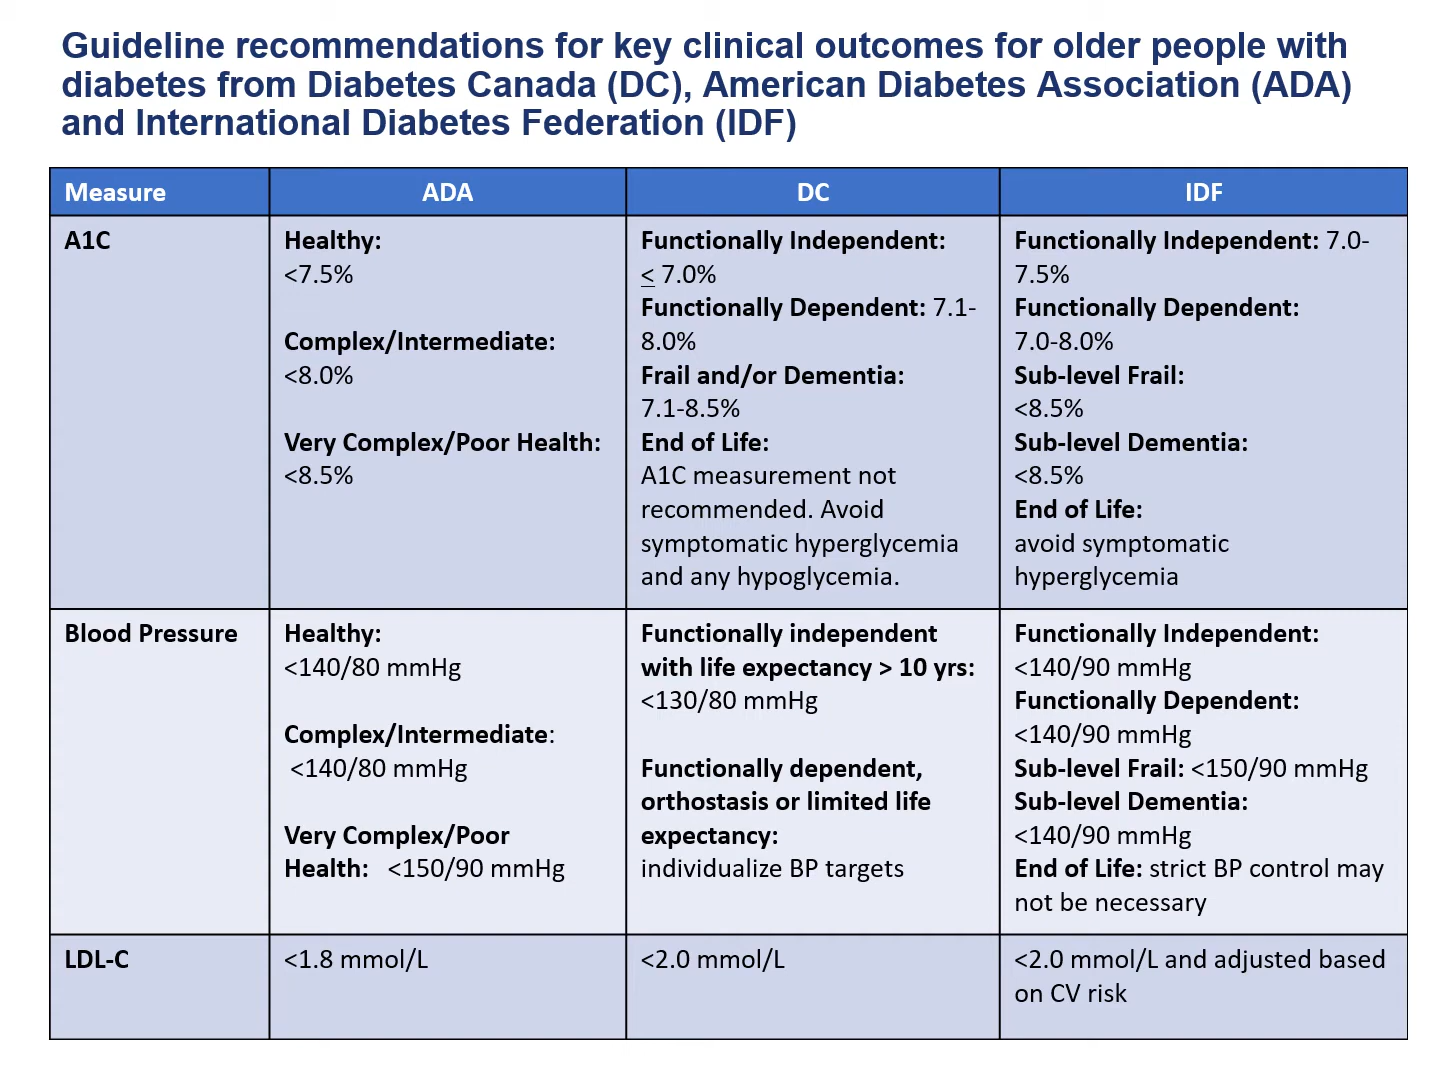 Guideline recommendations for key clinical outcomes for older people with
diabetes from Diabetes Canada (DC), American Diabetes Association (ADA)
and International Diabetes Federation (IDF)
Measure
ADA
DC
IDF
A1C
Healthy:
<7.5%
Complex/Intermediate:
<8.0%
Very Complex/Poor Health:
<8.5%
Functionally Independent:
≤ 7.0%
Functionally Dependent: 7.1-
8.0%
Frail and/or Dementia:
7.1-8.5%
End of Life:
A1C measurement not
recommended. Avoid
symptomatic hyperglycemia
and any hypoglycemia.
Functionally Independent: 7.0-
7.5%
Functionally Dependent:
7.0-8.0%
Sub-level Frail:
<8.5%
Sub-level Dementia:
<8.5%
End of Life:
avoid symptomatic
hyperglycemia
Blood Pressure
Healthy:
<140/80 mmHg
Complex/Intermediate:
<140/80 mmHg
Very Complex/Poor
Health: <150/90 mmHg
Functionally independent
with life expectancy > 10 yrs:
<130/80 mmHg
Functionally dependent,
orthostasis or limited life
expectancy:
individualize BP targets
Functionally Independent:
<140/90 mmHg
Functionally Dependent:
<140/90 mmHg
Sub-level Frail: <150/90 mmHg
Sub-level Dementia:
<140/90 mmHg
End of Life: strict BP control may
not be necessary
LDL-C
<1.8 mmol/L
<2.0 mmol/L
<2.0 mmol/L and adjusted based
on CV risk